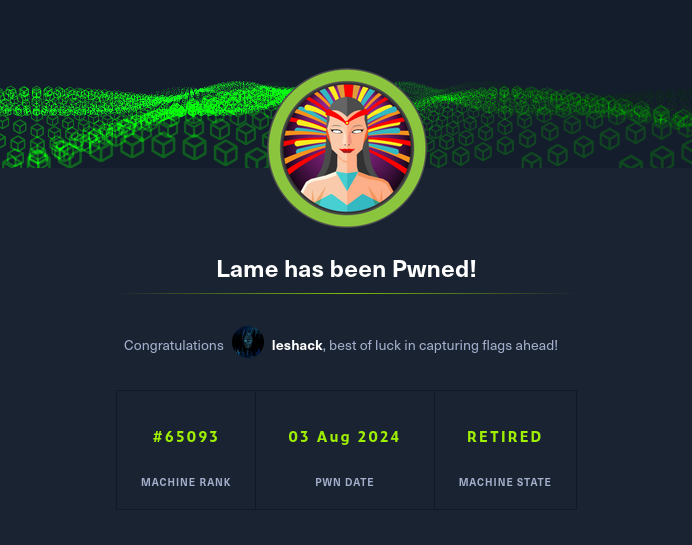 Lame has been Pwned!
Congratulations leshack, best of luck in capturing flags ahead!
#65093 03 Aug 2024 RETIRED
MACHINE RANK PWN DATE MACHINE STATE